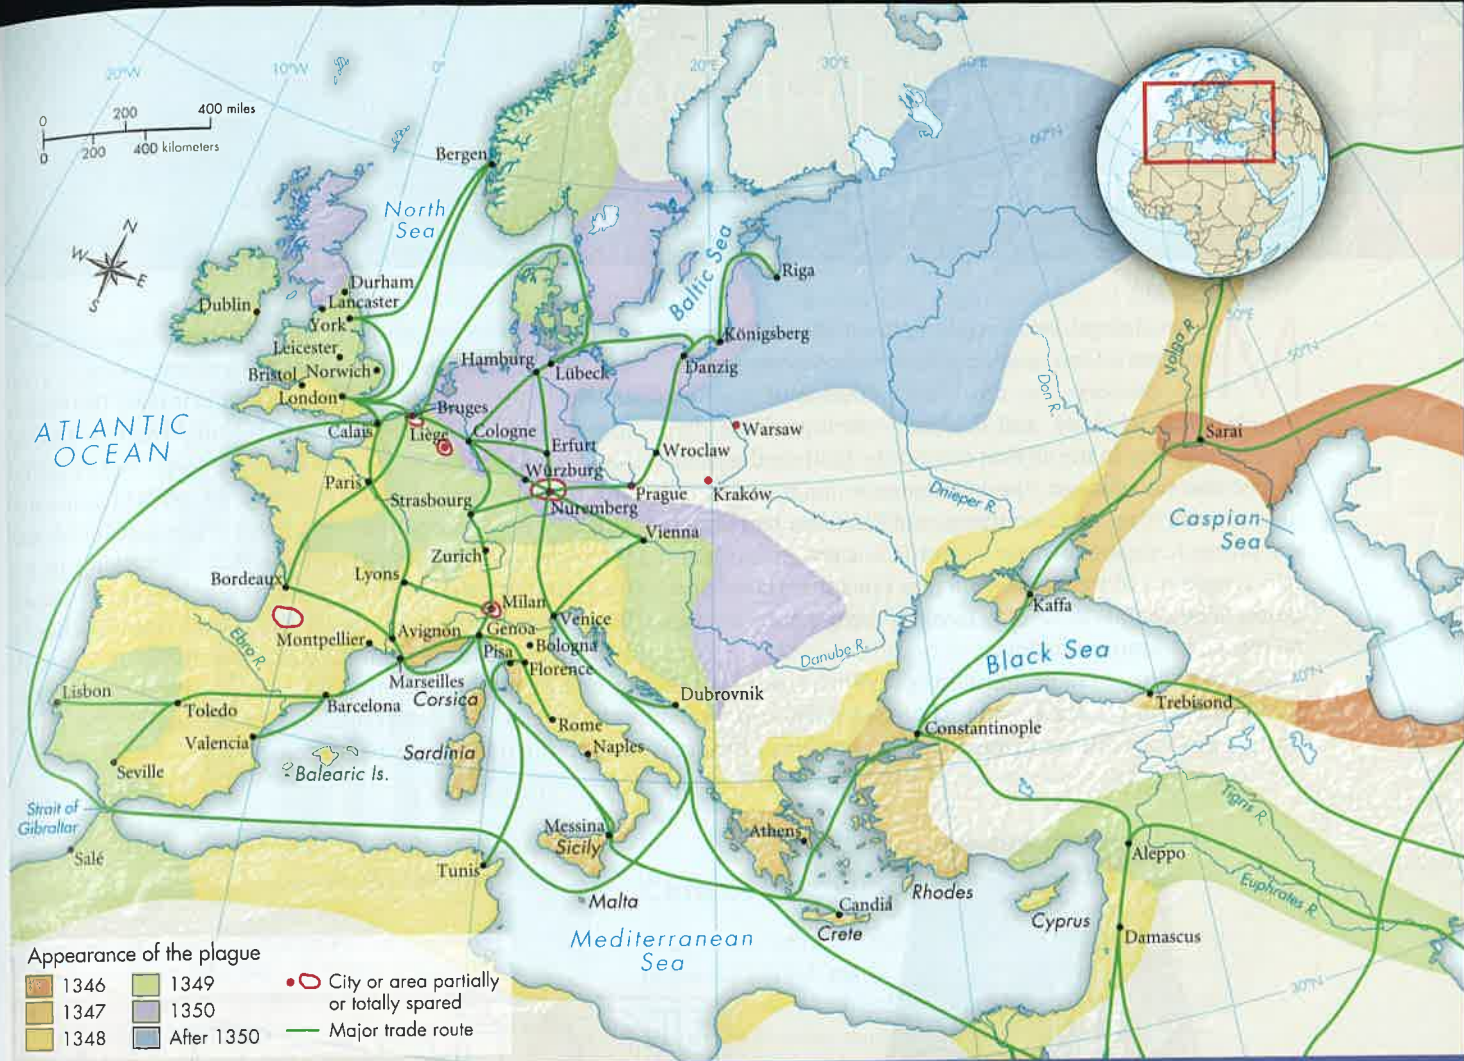 20°W
10°W
0°
10°E
20°E
30°E
40°E
60°N
50°E
50°N
40°N
30°N
0
200
400 miles
0
200
400 kilometers
N
W
E
S
Bergen
North
Sea
Baltic Sea
Riga
Durham
Lancaster
Dublin
York
Leicester
Bristol
Norwich
London
Königsberg
Hamburg
Lübeck
Danzig
Volga R.
Don R.
ATLANTIC
OCEAN
Calais
Bruges
Liège
Cologne
Erfurt
Wroclaw
Warsaw
Sarai
Würzburg
Paris
Strasbourg
Nuremberg
Prague
Kraków
Dnieper R.
Caspian
Sea
Vienna
Zurich
Bordeaux
Lyons
Milan
Venice
Kaffa
Montpellier
Avignon
Genoa
Pisa
Bologna
Florence
Ebro R.
Danube R.
Black Sea
Marseilles
Corsica
Dubrovnik
Trebisond
Lisbon
Toledo
Barcelona
Valencia
Rome
Constantinople
Sardinia
Naples
Seville
Balearic Is.
Strait of
Gibraltar
Messina
Sicily
Athens
Tigris R.
Salé
Tunis
Aleppo
Malta
Candia
Crete
Rhodes
Cyprus
Euphrates R.
Damascus
Mediterranean
Sea
Appearance of the plague
1346
1347
1348
1349
1350
After 1350
City or area partially
or totally spared
Major trade route